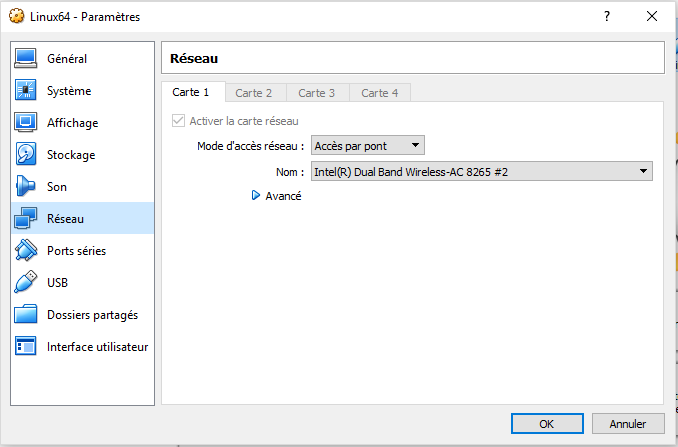 Linux64 - Paramètres
?
Général
Système
Affichage
Stockage
Son
Réseau
Ports séries
USB
Dossiers partagés
Interface utilisateur
Réseau
Carte 1 Carte 2 Carte 3 Carte 4
Activer la carte réseau
Mode d'accès réseau : Accès par pont
Nom : Intel(R) Dual Band Wireless-AC 8265 #2
Avancé
OK Annuler